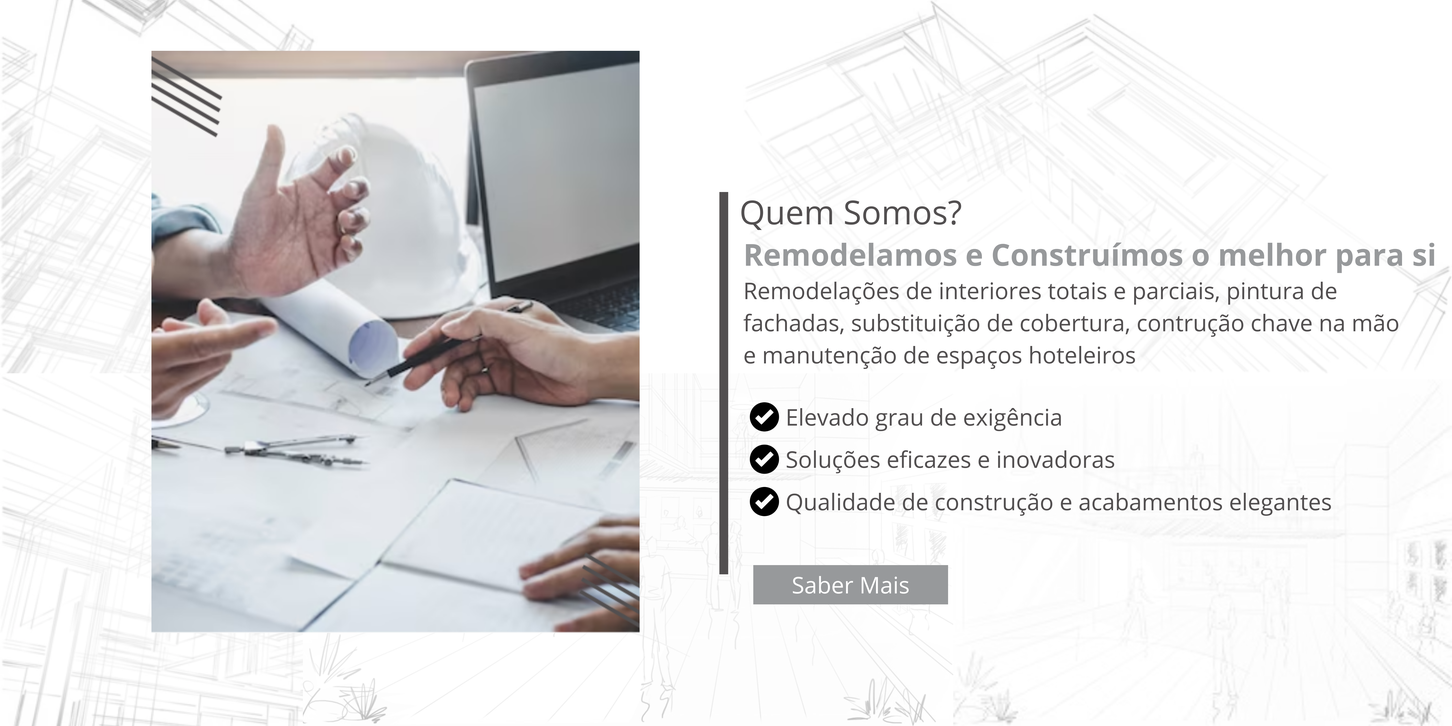 Quem Somos?
Remodelamos e Construímos o melhor para si
Remodelações de interiores totais e parciais, pintura de
fachadas, substituição de cobertura, contrução chave na mão
e manutenção de espaços hoteleiros
Elevado grau de exigência
Soluções eficazes e inovadoras
Qualidade de construção e acabamentos elegantes
Saber Mais